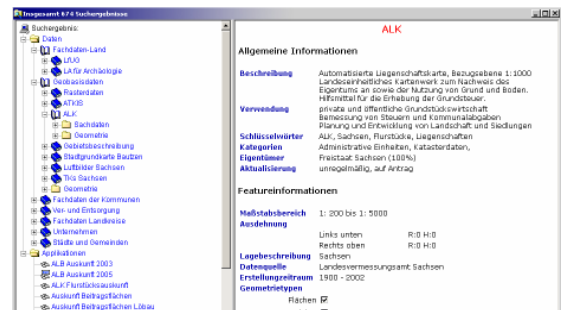 Insgesamt 674 Suchergebnisse
Suchergebnis:
Daten
Fachdaten-Land
LfUG
LA für Archäologie
Geobasisdaten
Rasterdaten
ATKIS
ALK
Sachdaten
Geometrie
Gebietsbeschreibung
Stadtgrundkarte Bautzen
Luftbilder Sachsen
TKs Sachsen
Geometrie
Fachdaten der Kommunen
Ver- und Entsorgung
Fachdaten Landkreise
Unternehmen
Städte und Gemeinden
Applikationen
ALB Auskunft 2003
ALB Auskunft 2005
ALK Flurstücksauskunft
Auskunft Beitragsflächen
Auskunft Beitragsflächen Löbau
ALK
Allgemeine Informationen
Beschreibung Automatisierte Liegenschaftskarte, Bezugsebene 1:1000
Landeseinheitliches Kartenwerk zum Nachweis des
Eigentums an sowie der Nutzung von Grund und Boden.
Hilfsmittel für die Erhebung der Grundsteuer.
Verwendung private und öffentliche Grundstückswirtschaft
Bemessung von Steuern und Kommunalabgaben
Planung und Entwicklung von Landschaft und Siedlungen
Schlüsselwörter ALK, Sachsen, Flurstücke, Liegenschaften
Kategorien Administrative Einheiten, Katasterdaten,
Eigentümer Freistaat Sachsen (100%)
Aktualisierung unregelmäßig, auf Antrag
Featureinformationen
Maßstabsbereich 1: 200 bis 1: 5000
Ausdehnung
Links unten R:0 H:0
Rechts oben R:0 H:0
Lagebeschreibung Sachsen
Datenquelle Landesvermessungsamt Sachsen
Erstellungszeitraum 1900 - 2002
Geometrietypen
Flächen